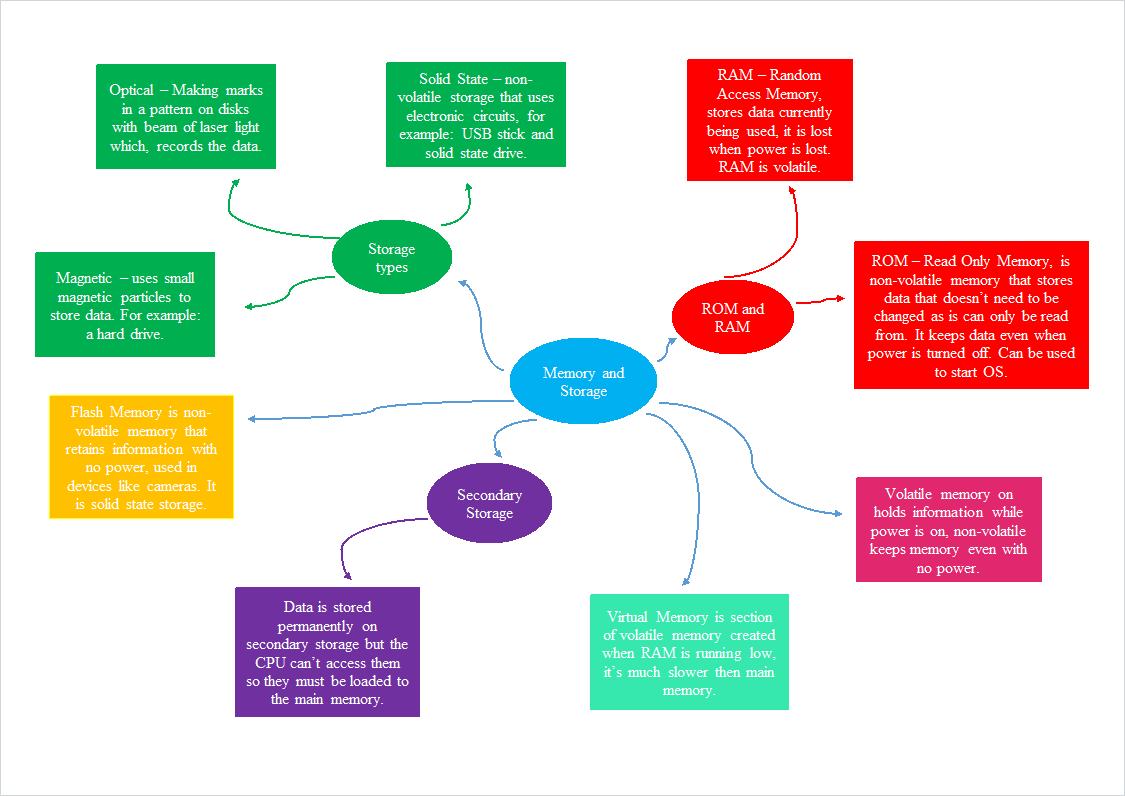 Optical – Making marks
in a pattern on disks
with beam of laser light
which, records the data.
Solid State – non-
volatile storage that uses
electronic circuits, for
example: USB stick and
solid state drive.
RAM – Random
Access Memory,
stores data currently
being used, it is lost
when power is lost.
RAM is volatile.
Storage
types
Magnetic – uses small
magnetic particles to
store data. For example:
a hard drive.
ROM and
RAM
ROM – Read Only Memory, is
non-volatile memory that stores
data that doesn't need to be
changed as is can only be read
from. It keeps data even when
power is turned off. Can be used
to start OS.
Memory and
Storage
Flash Memory is non-
volatile memory that
retains information with
no power, used in
devices like cameras. It
is solid state storage.
Secondary
Storage
Volatile memory on
holds information while
power is on, non-volatile
keeps memory even with
no power.
Data is stored
permanently on
secondary storage but the
CPU can't access them
so they must be loaded to
the main memory.
Virtual Memory is section
of volatile memory created
when RAM is running low,
it's much slower then main
memory.